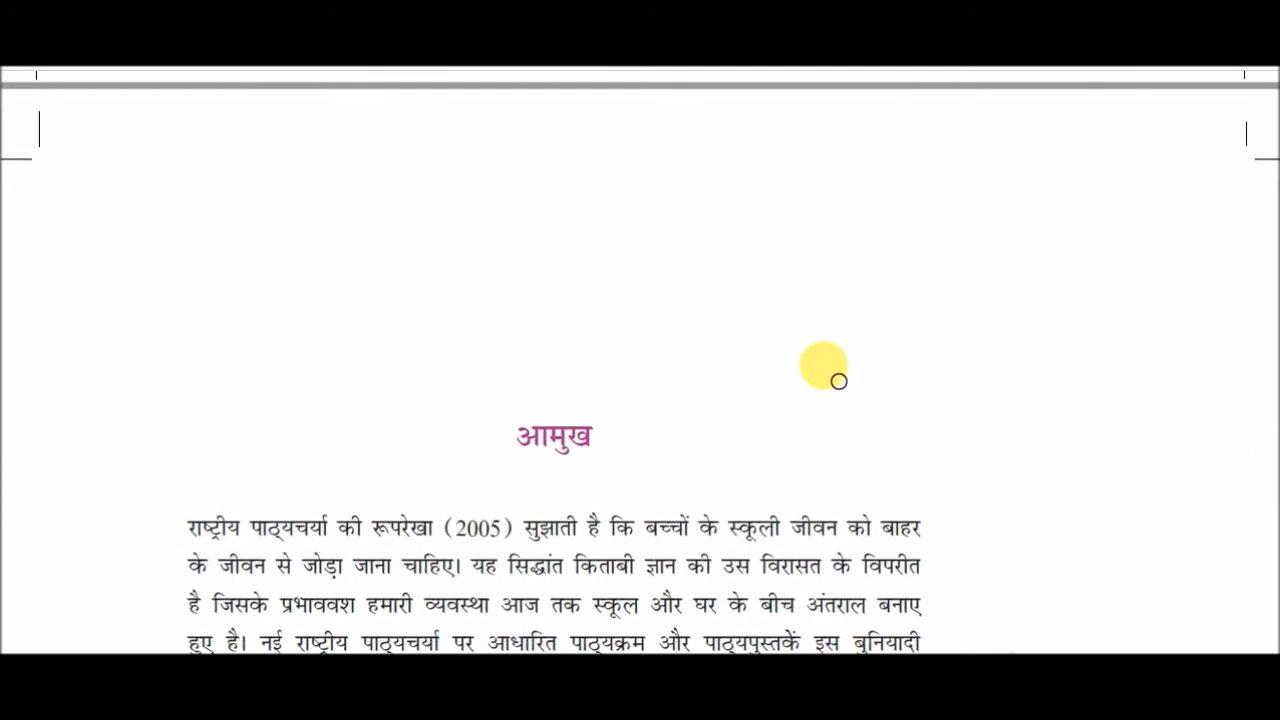 आमुख
राष्ट्रीय पाठ्यचर्या की रूपरेखा (2005) सुझाती है कि बच्चों के स्कूली जीवन को बाहर
के जीवन से जोड़ा जाना चाहिए। यह सिद्धांत किताबी ज्ञान की उस विरासत के विपरीत
है जिसके प्रभाववश हमारी व्यवस्था आज तक स्कूल और घर के बीच अंतराल बनाए
हुए है। नई राष्ट्रीय पाठ्यचर्या पर आधारित पाठ्यक्रम और पाठ्यपुस्तकें इस बुनियादी